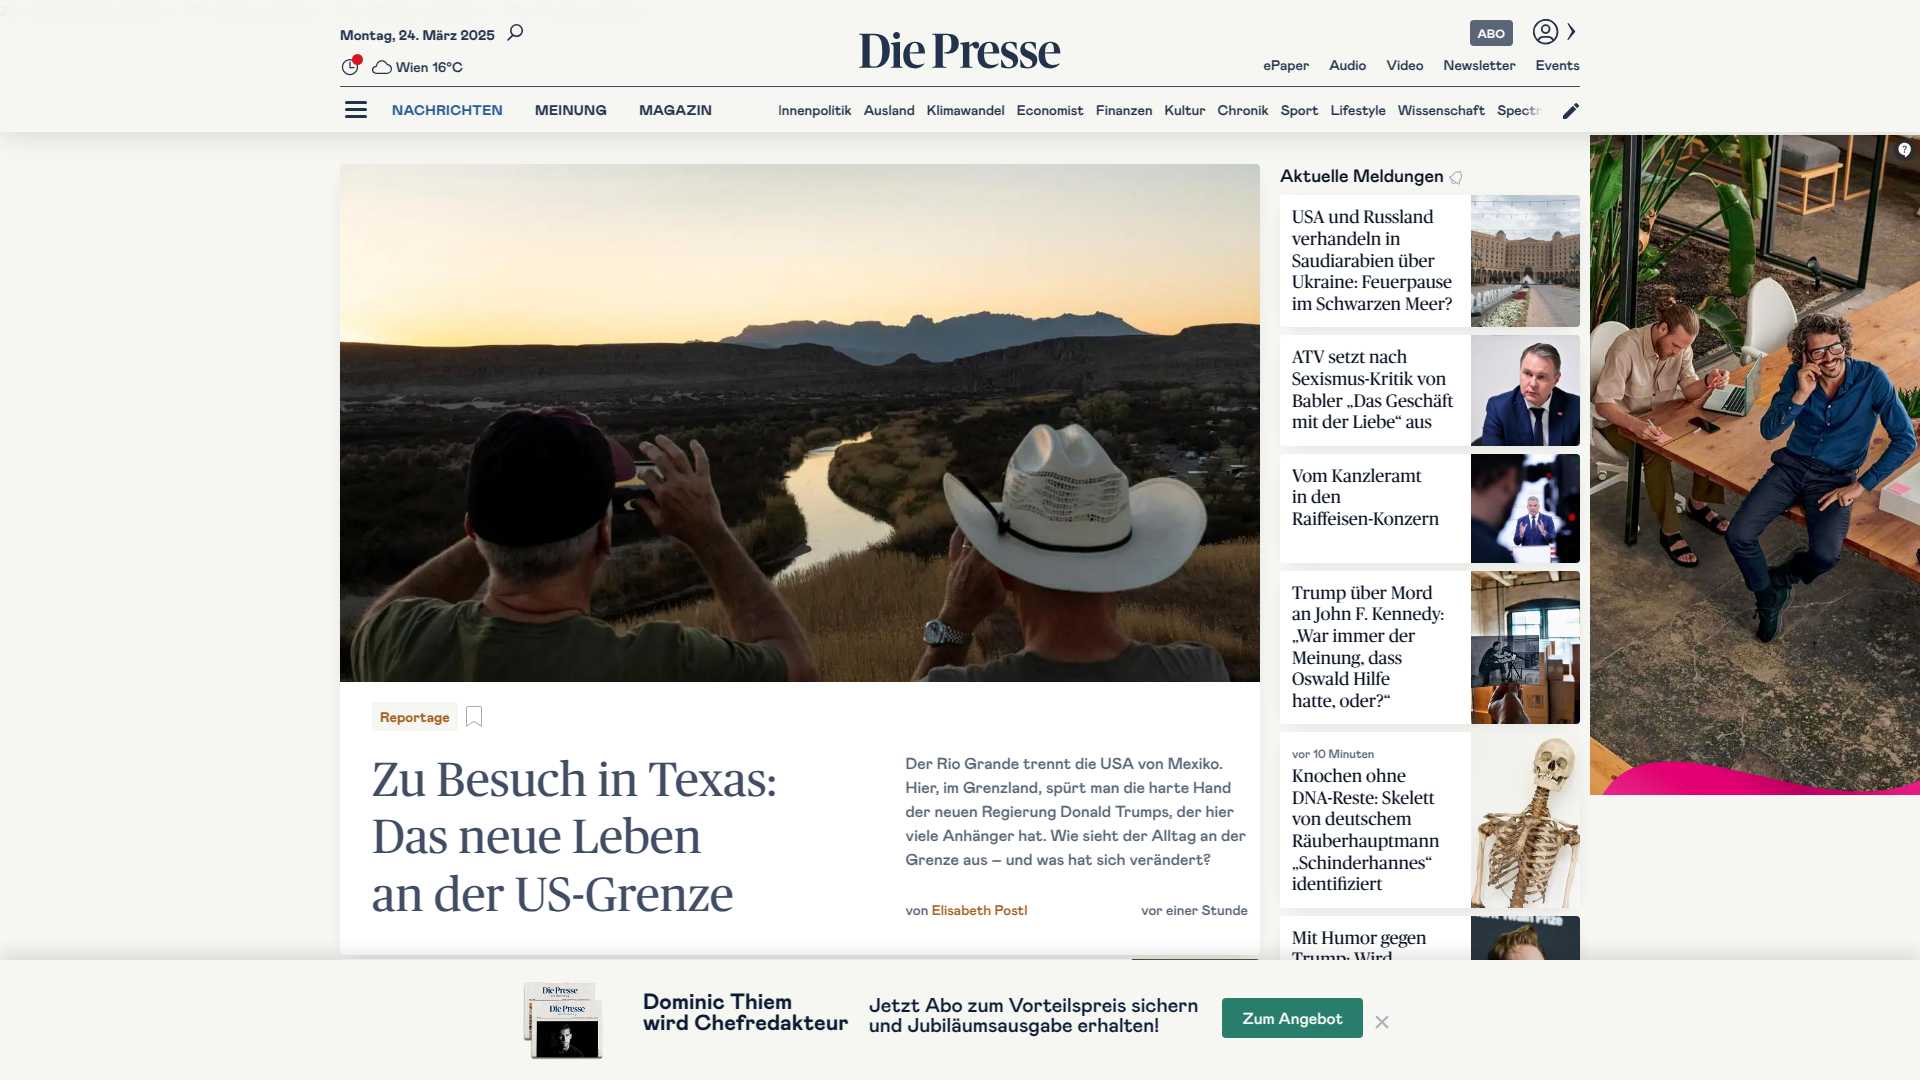 Montag, 24. März 2025
Wien 16°C
Die Presse
ABO
ePaper Audio Video Newsletter Events
NACHRICHTEN MEINUNG MAGAZIN
Innenpolitik Ausland Klimawandel Economist Finanzen Kultur Chronik Sport Lifestyle Wissenschaft Spectr
Reportage
Zu Besuch in Texas:
Das neue Leben
an der US-Grenze
Der Rio Grande trennt die USA von Mexiko.
Hier, im Grenzland, spürt man die harte Hand
der neuen Regierung Donald Trumps, der hier
viele Anhänger hat. Wie sieht der Alltag an der
Grenze aus – und was hat sich verändert?
von Elisabeth Postl
vor einer Stunde
Aktuelle Meldungen
USA und Russland
verhandeln in
Saudiarabien über
Ukraine: Feuerpause
im Schwarzen Meer?
ATV setzt nach
Sexismus-Kritik von
Babler „Das Geschäft
mit der Liebe“ aus
Vom Kanzleramt
in den
Raiffeisen-Konzern
Trump über Mord
an John F. Kennedy:
„War immer der
Meinung, dass
Oswald Hilfe
hatte, oder?“
vor 10 Minuten
Knochen ohne
DNA-Reste: Skelett
von deutschem
Räuberhauptmann
„Schinderhannes“
identifiziert
Mit Humor gegen
Trump: Wird
Die Presse
Die Presse
Dominic Thiem
wird Chefredakteur
Jetzt Abo zum Vorteilspreis sichern
und Jubiläumsausgabe erhalten!
Zum Angebot